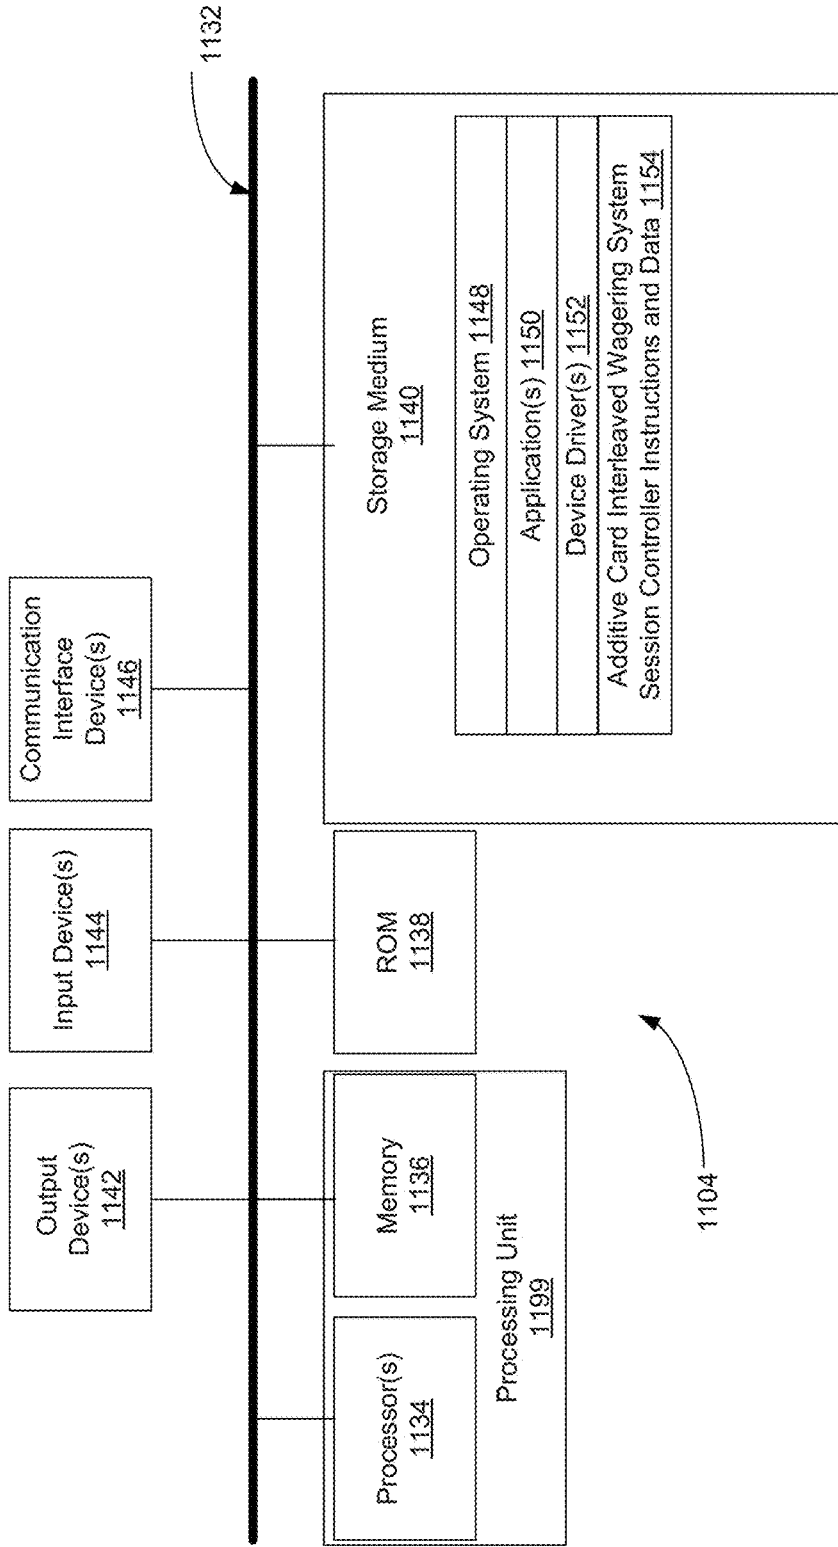 Output
Device(s)
1142
Input Device(s)
1144
Communication
Interface
Device(s)
1146
1132
Processor(s)
1134
Memory
1136
Processing Unit
1199
ROM
1138
Storage Medium
1140
Operating System 1148
Application(s) 1150
Device Driver(s) 1152
Additive Card Interleaved Wagering System
Session Controller Instructions and Data 1154
1104